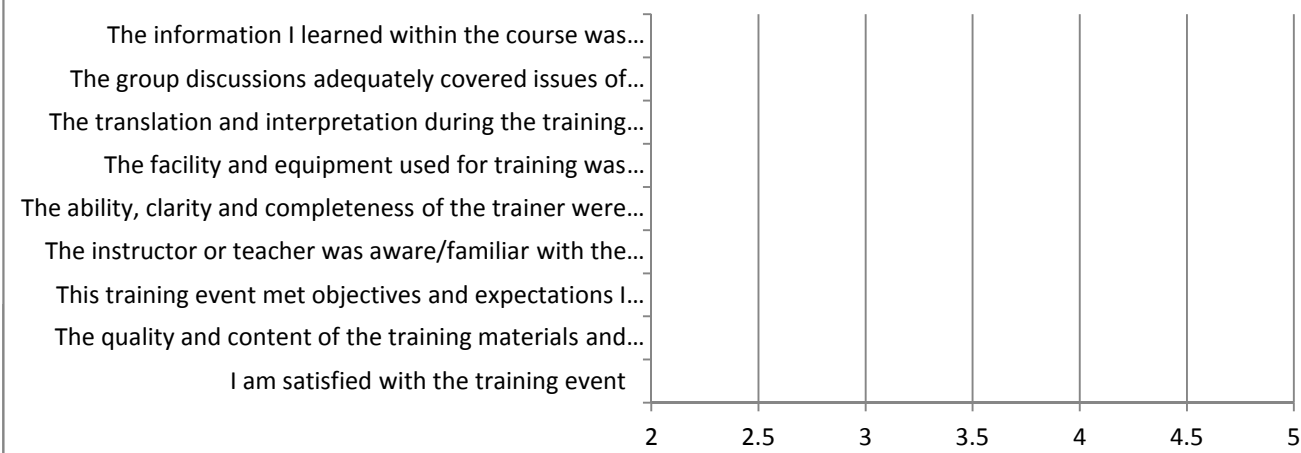 The information I learned within the course was…
The group discussions adequately covered issues of…
The translation and interpretation during the training…
The facility and equipment used for training was…
The ability, clarity and completeness of the trainer were…
The instructor or teacher was aware/familiar with the…
This training event met objectives and expectations I…
The quality and content of the training materials and…
I am satisfied with the training event
2 2.5 3 3.5 4 4.5 5